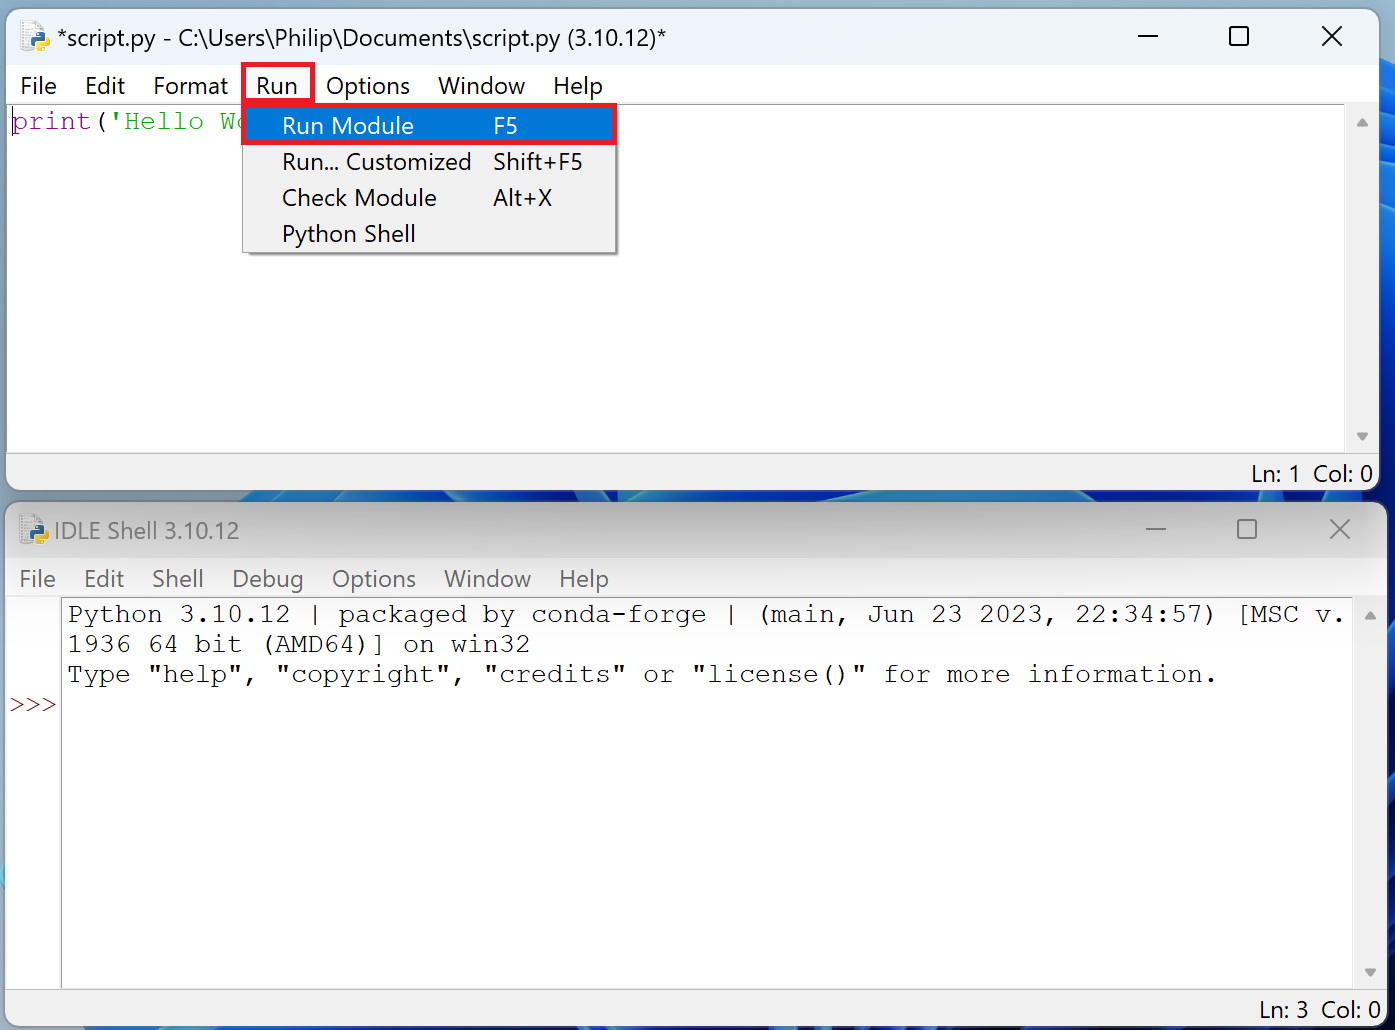 *script.py - C:\Users\Philip\Documents\script.py (3.10.12)*
File Edit Format Run Options Window Help
print('Hello
Run Module F5
Run... Customized Shift+F5
Check Module Alt+X
Python Shell
Ln: 1 Col: 0
IDLE Shell 3.10.12
File Edit Shell Debug Options Window Help
Python 3.10.12 | packaged by conda-forge | (main, Jun 23 2023, 22:34:57) [MSC v.
1936 64 bit (AMD64)] on win32
Type "help", "copyright", "credits" or "license()" for more information.
>>>
Ln: 3 Col: 0